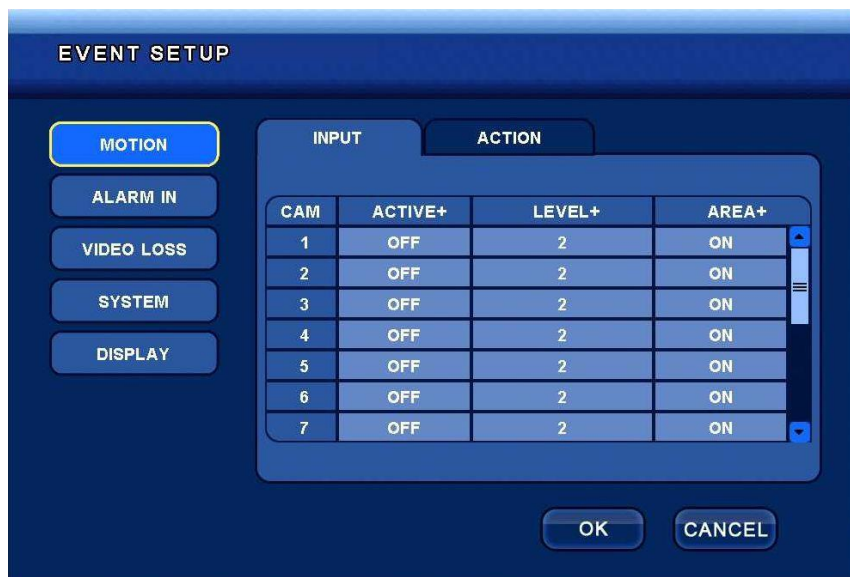 EVENT SETUP
MOTION
ALARM IN
VIDEO LOSS
SYSTEM
DISPLAY
INPUT ACTION
CAM ACTIVE+ LEVEL+ AREA+
1 OFF 2 ON
2 OFF 2 ON
3 OFF 2 ON
4 OFF 2 ON
5 OFF 2 ON
6 OFF 2 ON
7 OFF 2 ON
OK CANCEL